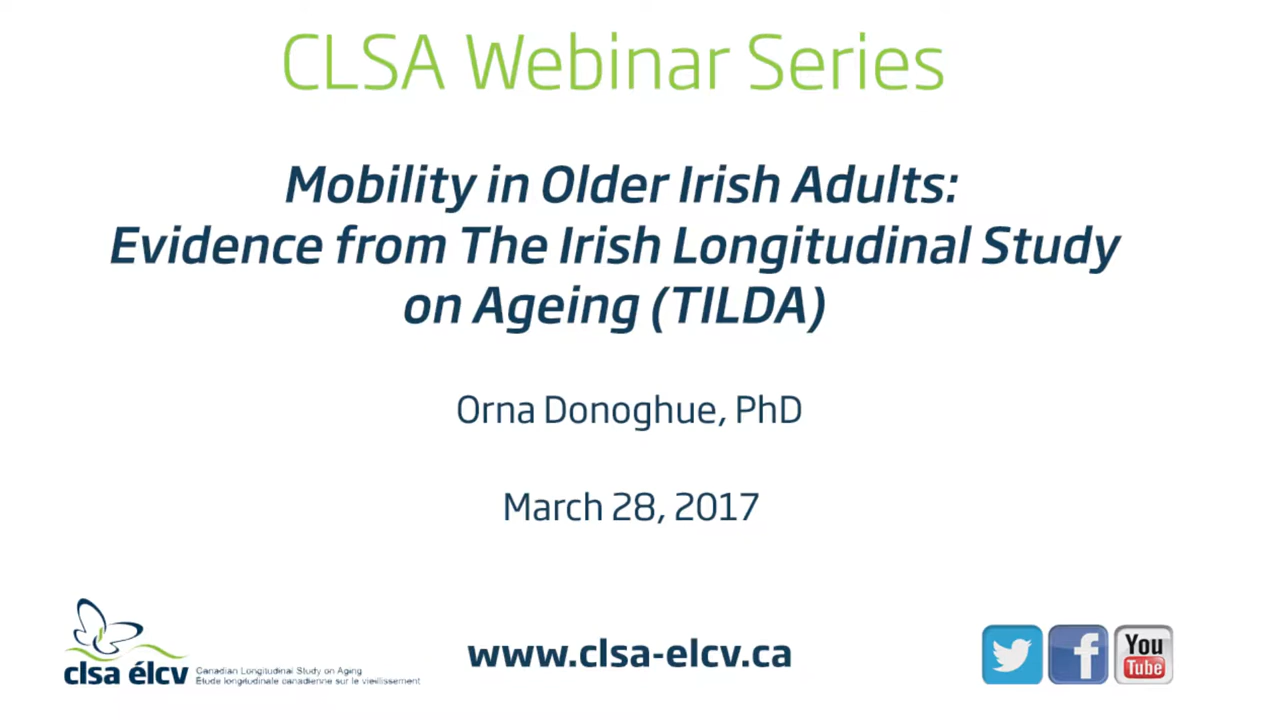 CLSA Webinar Series
Mobility in Older Irish Adults:
Evidence from The Irish Longitudinal Study
on Ageing (TILDA)
Orna Donoghue, PhD
March 28, 2017
clsa élcv
Canadian Longitudinal Study on Aging
Étude longitudinale canadienne sur le vieillissement
www.clsa-elcv.ca
f
You
Tube